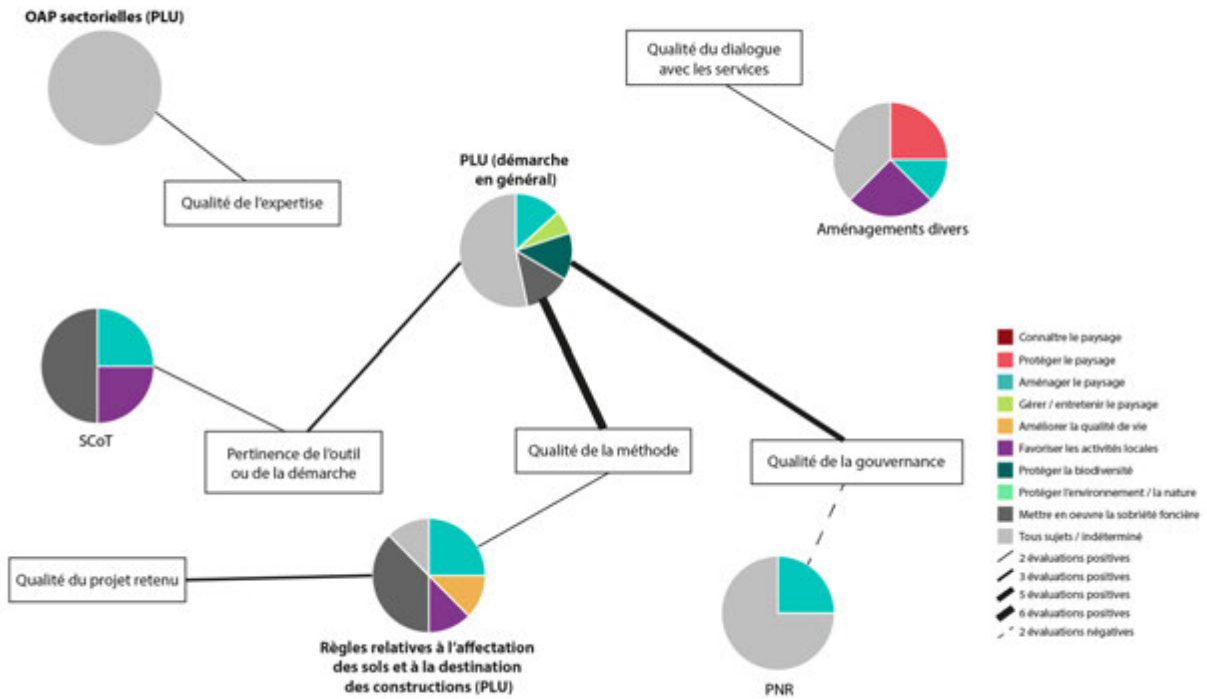 OAP sectorielles (PLU)
Qualité du dialogue
avec les services
PLU (démarche
en général)
Qualité de l'expertise
Aménagements divers
SCoT
Pertinence de l'outil
ou de la démarche
Qualité de la méthode
Qualité de la gouvernance
Qualité du projet retenu
Règles relatives à l'affectation
des sols et à la destination
des constructions (PLU)
PNR
Connaître le paysage
Protéger le paysage
Aménager le paysage
Gérer / entretenir le paysage
Améliorer la qualité de vie
Favoriser les activités locales
Protéger la biodiversité
Protéger l'environnement / la nature
Mettre en oeuvre la sobriété foncière
Tous sujets / indéterminé
2 évaluations positives
3 évaluations positives
5 évaluations positives
6 évaluations positives
2 évaluations négatives